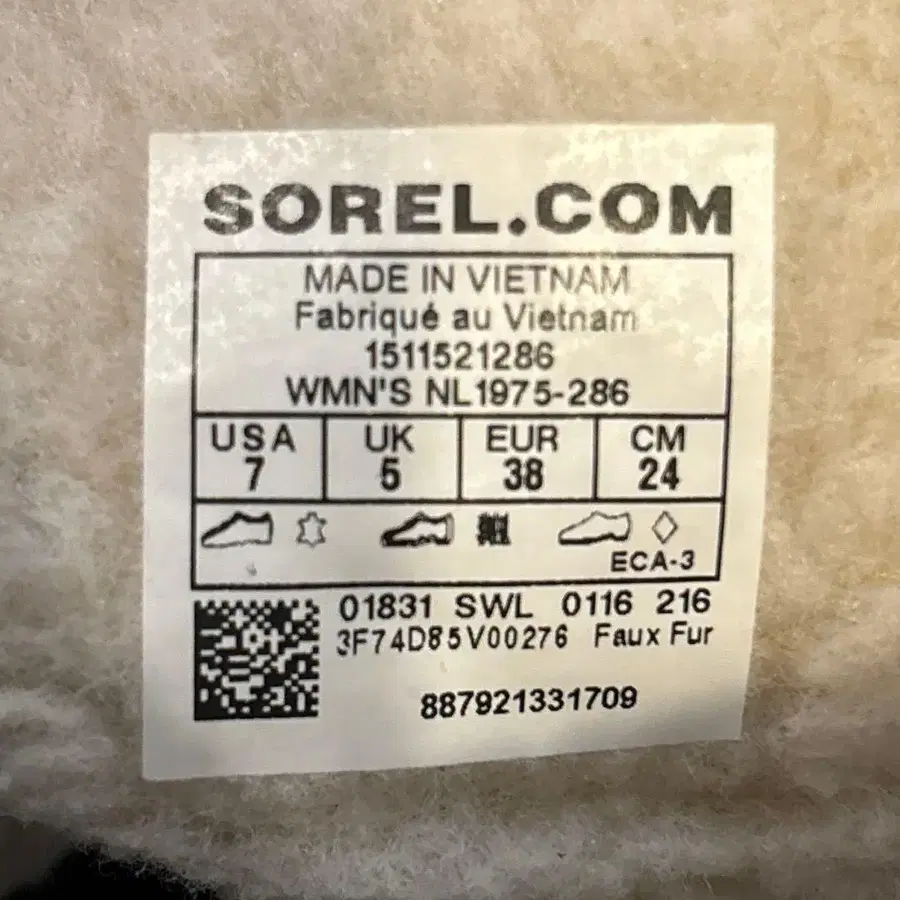 SOREL.COM
MADE IN VIETNAM
Fabriqué au Vietnam
1511521286
WMN'S NL1975-286
USA UK EUR CM
7 5 38 24
ECA-3
01831 SWL 0116 216
3F74D85V00276 Faux Fur
887921331709